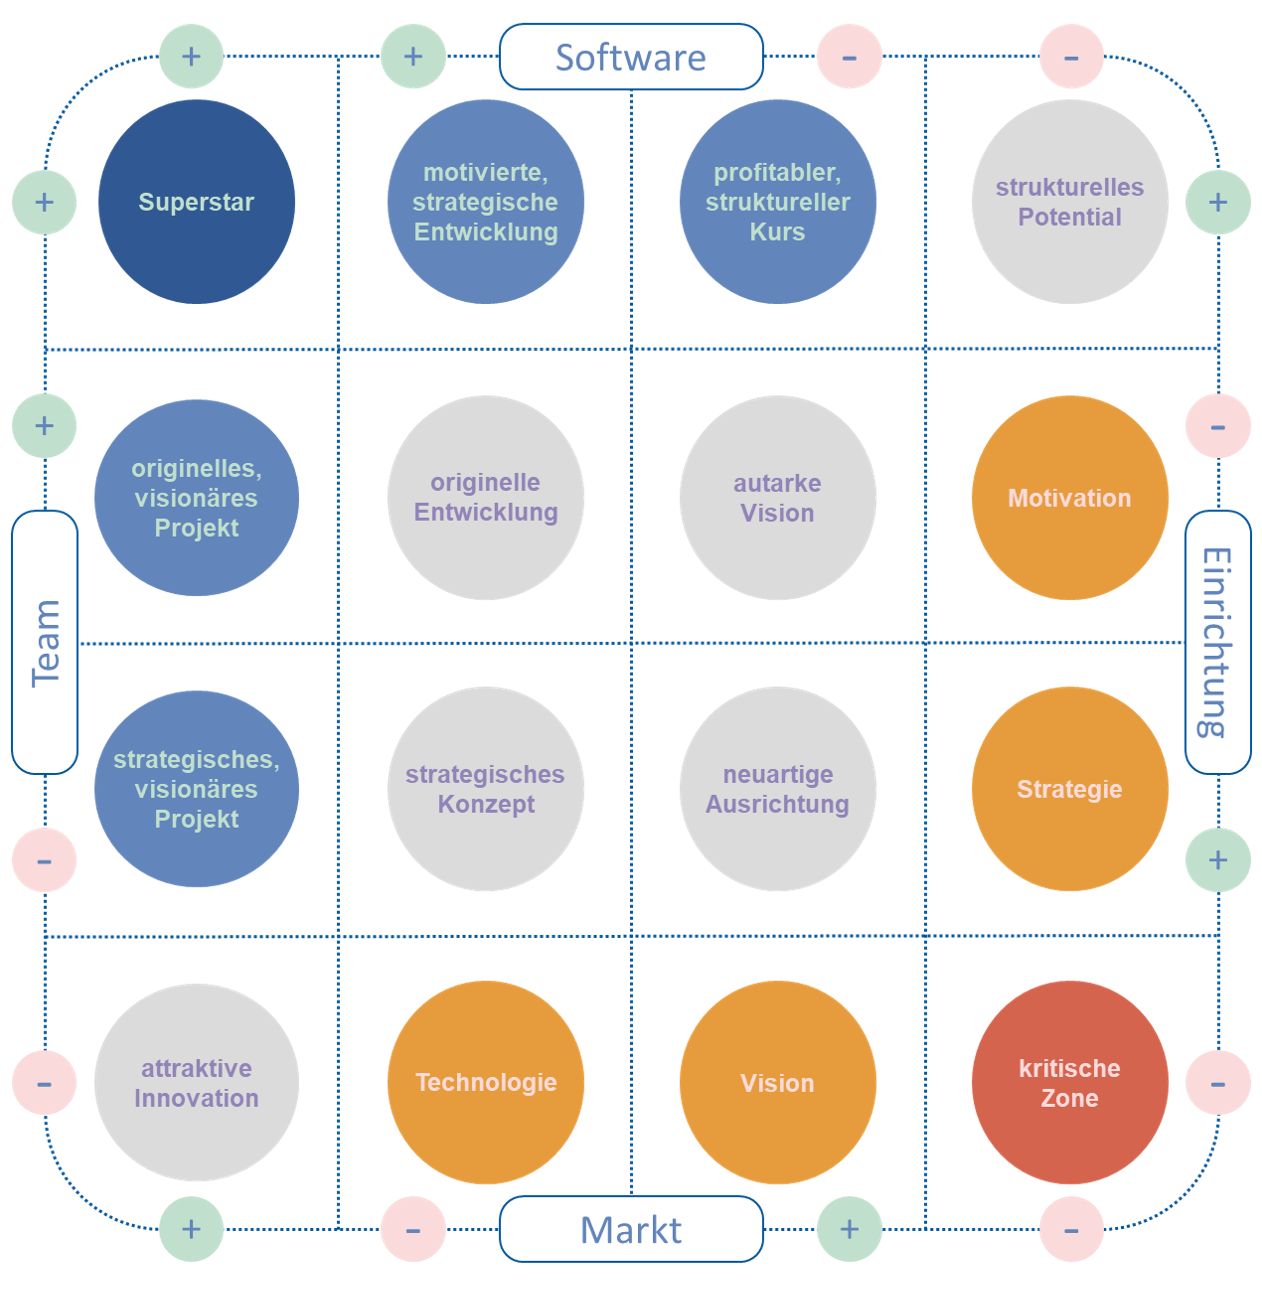 +
+
Software
-
-
Superstar
motivierte,
strategische
Entwicklung
profitabler,
struktureller
Kurs
strukturelles
Potential
+
+
+
-
originelles,
visionäres
Projekt
originelle
Entwicklung
autarke
Vision
Motivation
Team
Einrichtung
strategisches,
visionäres
Projekt
strategisches
Konzept
neuartige
Ausrichtung
Strategie
-
+
-
-
attraktive
Innovation
Technologie
Vision
kritische
Zone
+
-
Markt
+
-